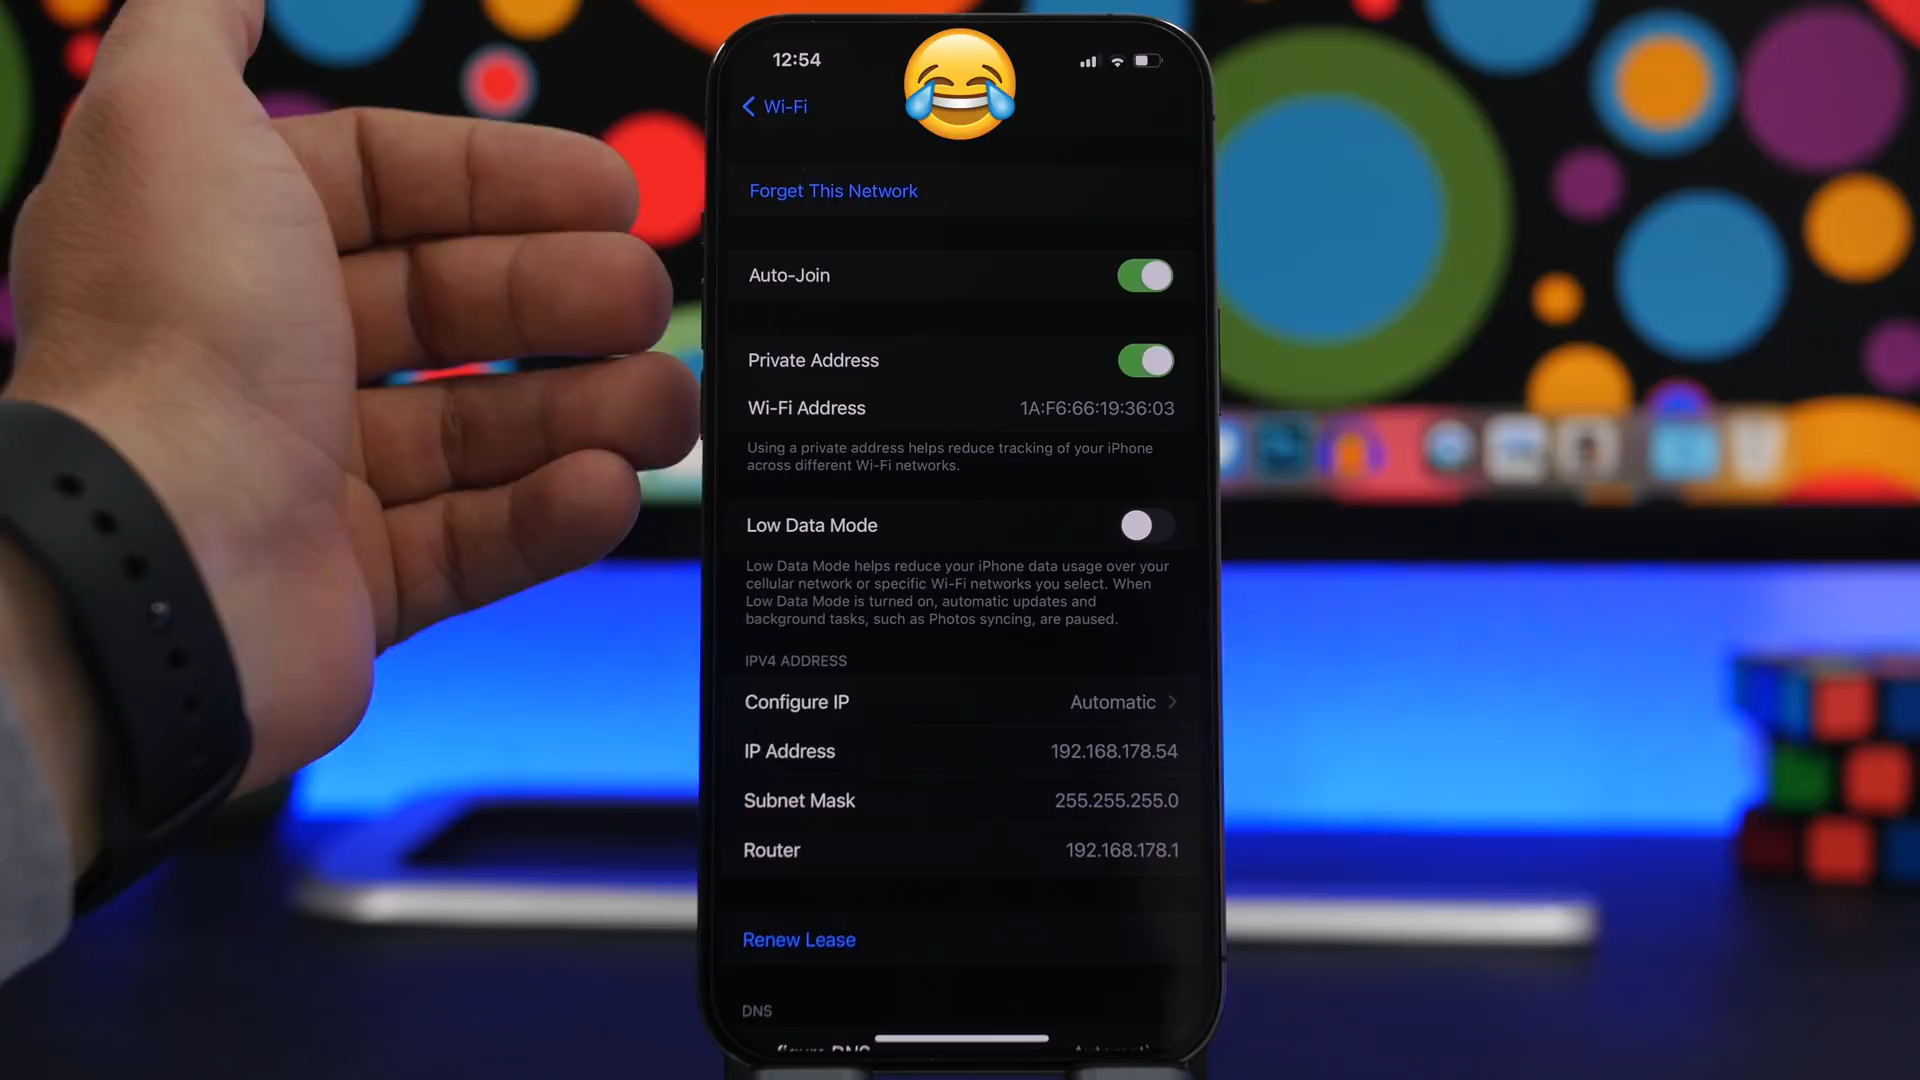 12:54
Wi-Fi
Forget This Network
Auto-Join
Private Address
Wi-Fi Address 1A:F6:66:19:36:03
Using a private address helps reduce tracking of your iPhone
across different Wi-Fi networks.
Low Data Mode
Low Data Mode helps reduce your iPhone data usage over your
cellular network or specific Wi-Fi networks you select. When
Low Data Mode is turned on, automatic updates and
background tasks, such as Photos syncing, are paused.
IPV4 ADDRESS
Configure IP Automatic
IP Address 192.168.178.54
Subnet Mask 255.255.255.0
Router 192.168.178.1
Renew Lease
DNS